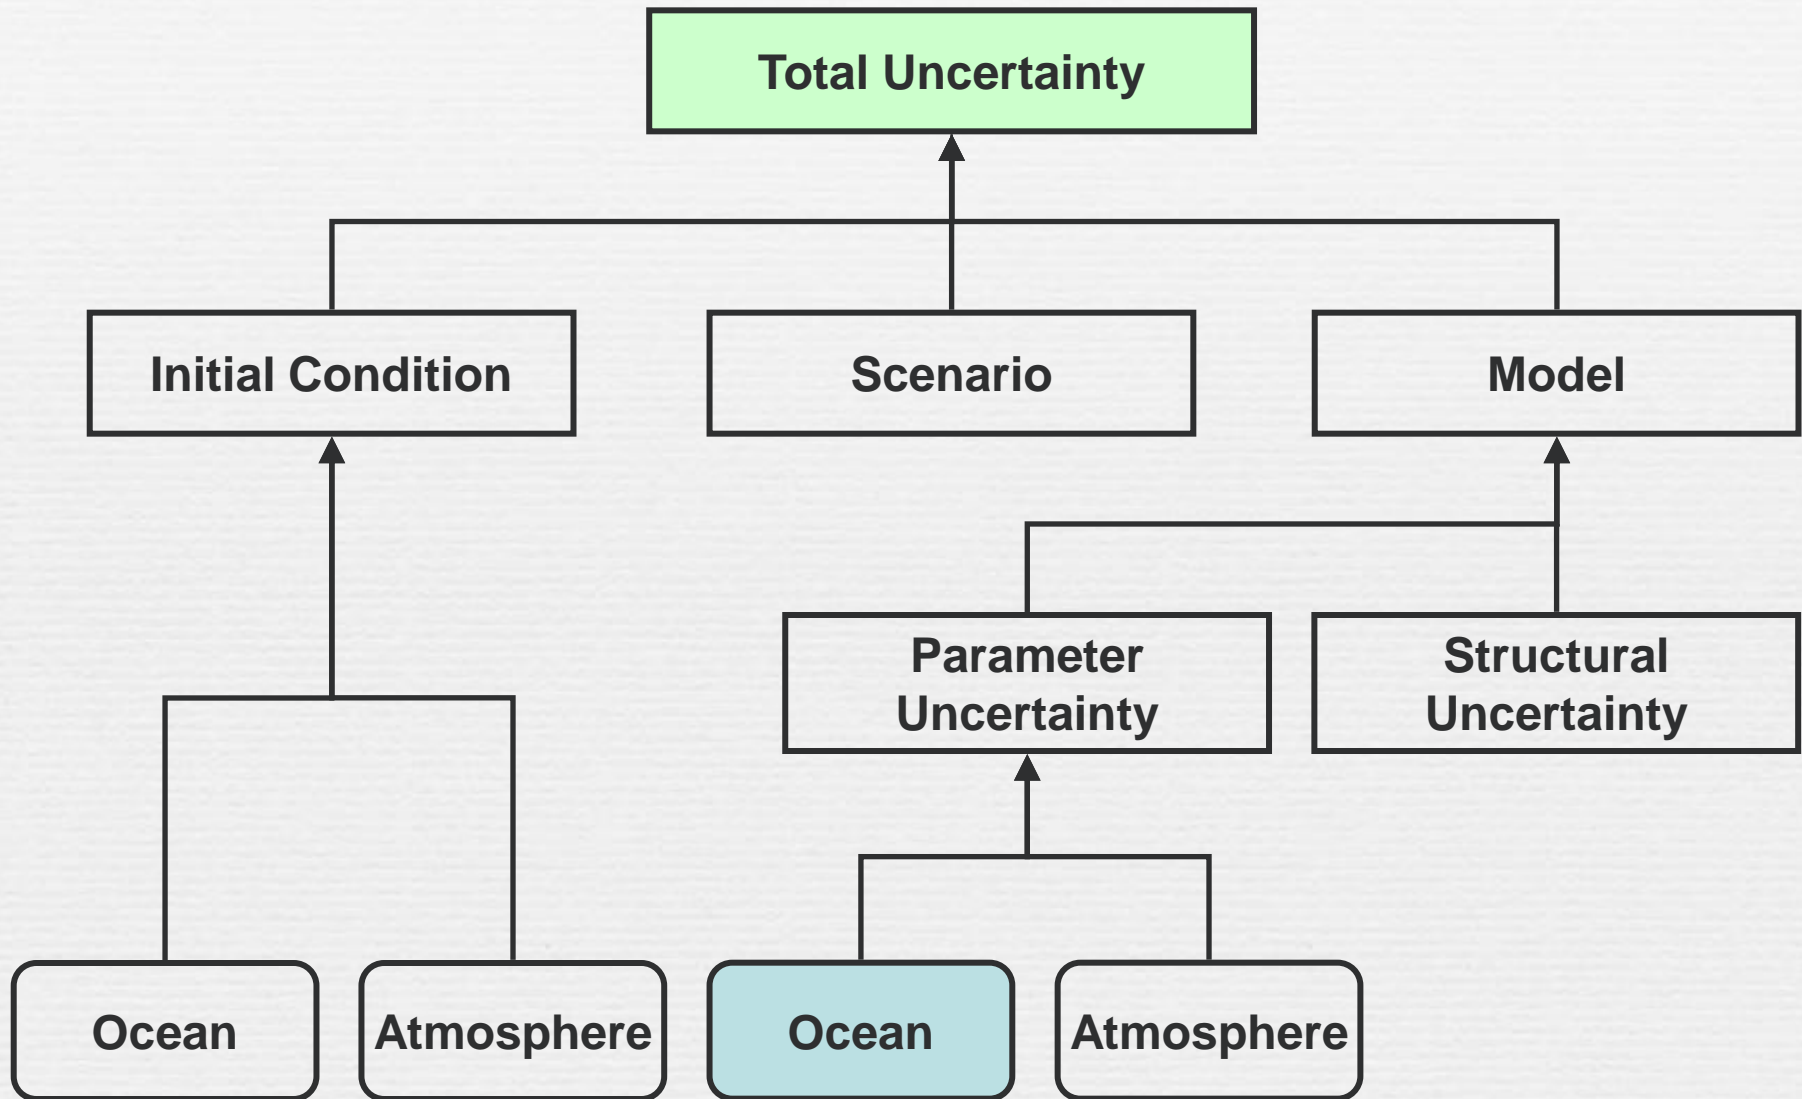 Total Uncertainty
Initial Condition
Scenario
Model
Parameter
Uncertainty
Structural
Uncertainty
Ocean
Atmosphere
Ocean
Atmosphere